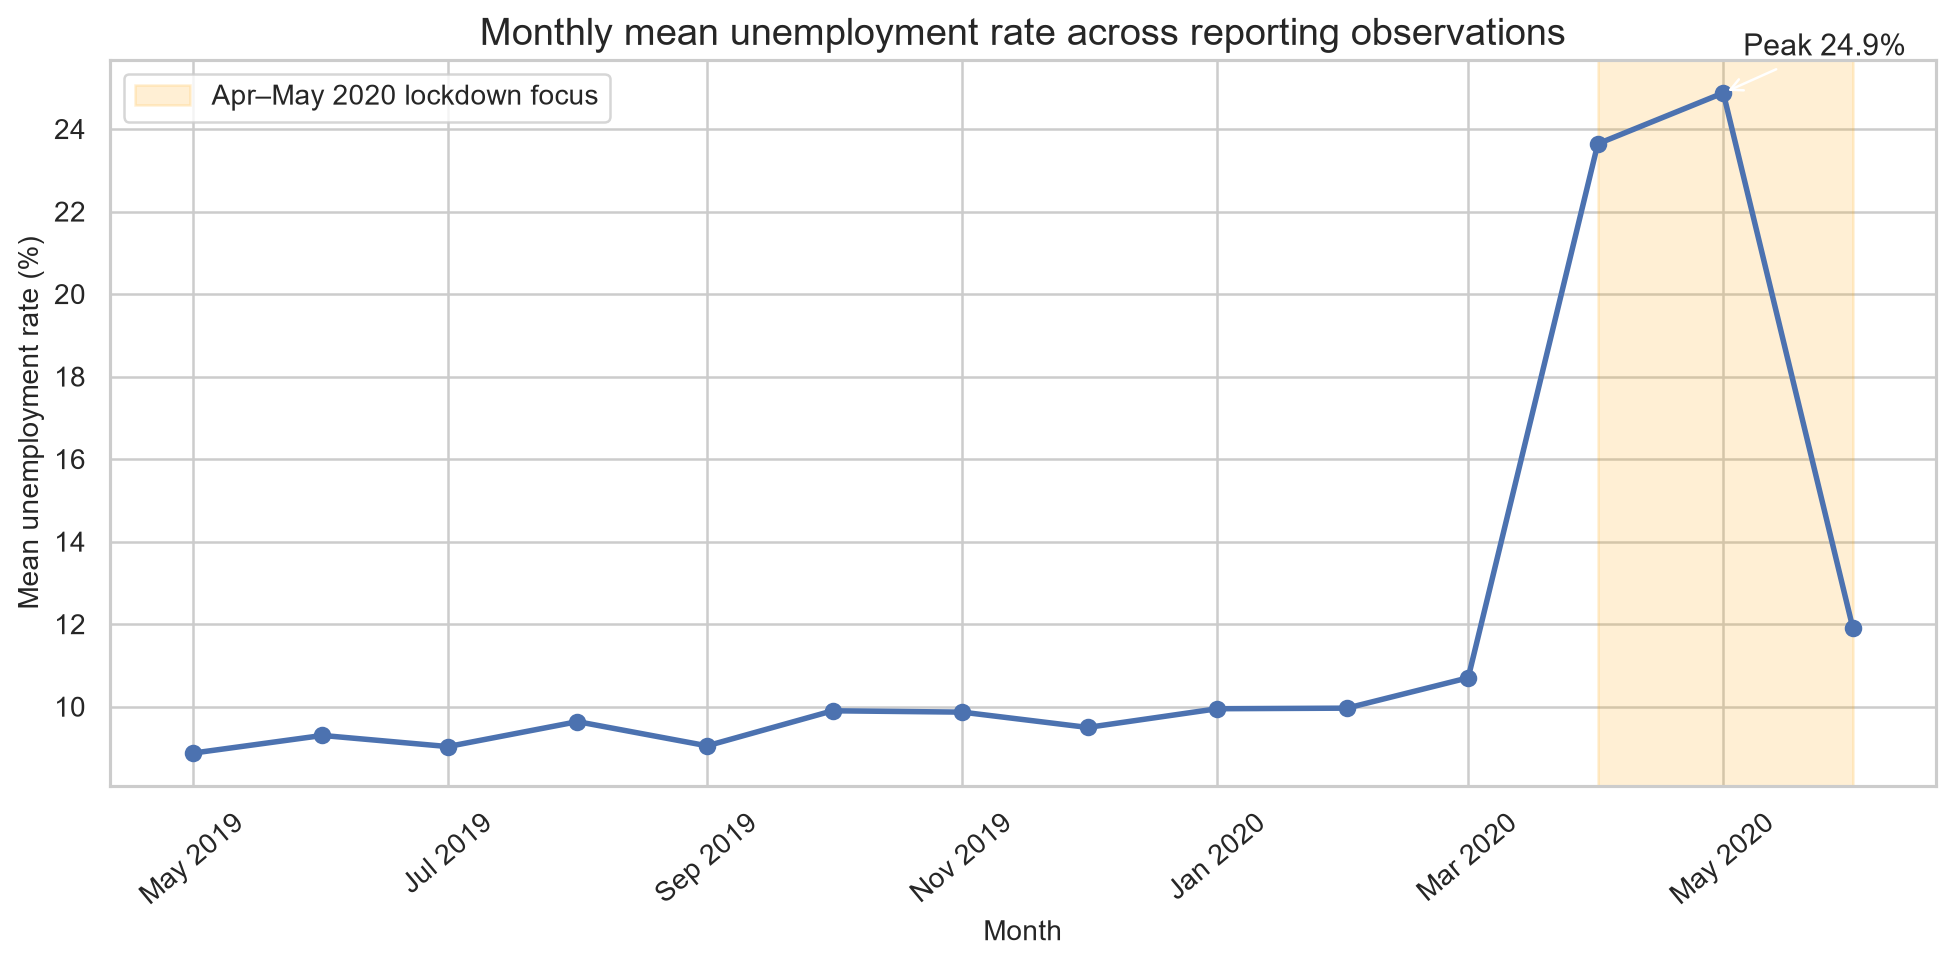 Monthly mean unemployment rate across reporting observations
Peak 24.9%
Apr–May 2020 lockdown focus
Mean unemployment rate (%)
24
22
20
18
16
14
12
10
May 2019
Jul 2019
Sep 2019
Nov 2019
Jan 2020
Mar 2020
May 2020
Month